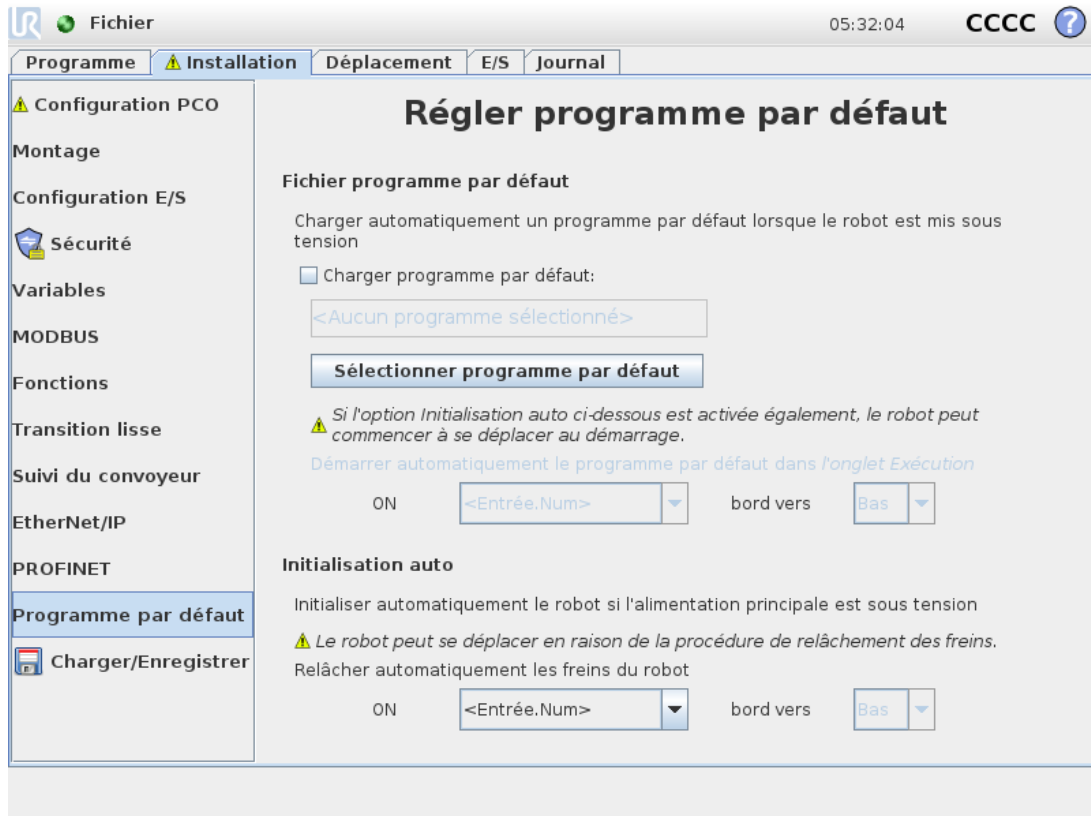 UR
Fichier
05:32:04
CCCC
?
Programme
Installation
Déplacement
E/S
Journal
Configuration PCO
Montage
Configuration E/S
Sécurité
Variables
MODBUS
Fonctions
Transition lisse
Suivi du convoyeur
EtherNet/IP
PROFINET
Programme par défaut
Charger/Enregistrer
Régler programme par défaut
Fichier programme par défaut
Charger automatiquement un programme par défaut lorsque le robot est mis sous
tension
Charger programme par défaut:
<Aucun programme sélectionné>
Sélectionner programme par défaut
Si l'option Initialisation auto ci-dessous est activée également, le robot peut
commencer à se déplacer au démarrage.
Démarrer automatiquement le programme par défaut dans l'onglet Exécution
ON <Entrée.Num> bord vers Bas
Initialisation auto
Initialiser automatiquement le robot si l'alimentation principale est sous tension
Le robot peut se déplacer en raison de la procédure de relâchement des freins.
Relâcher automatiquement les freins du robot
ON <Entrée.Num> bord vers Bas